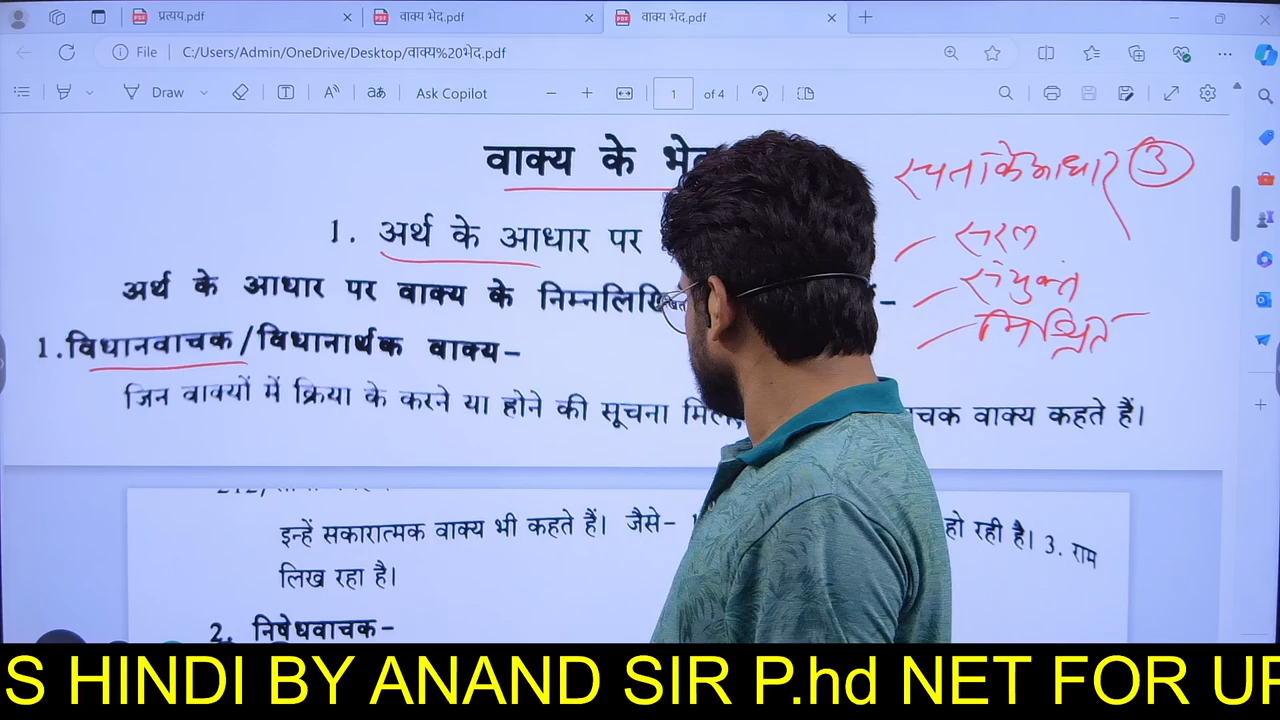 प्रत्यय.pdf
वाक्य भेद.pdf
वाक्य भेद.pdf
File C:/Users/Admin/OneDrive/Desktop/वाक्य%20भेद.pdf
Draw
Ask Copilot
1 of 4
वाक्य के भेद
रचना के आधार 3
1. अर्थ के आधार पर
सरल
अर्थ के आधार पर वाक्य के निम्नलिखित
संयुक्त
1.विधानवाचक/विधानार्थक वाक्य-
मिश्रित
जिन वाक्यों में क्रिया के करने या होने की सूचना मिले, चक वाक्य कहते हैं।
इन्हें सकारात्मक वाक्य भी कहते हैं। जैसे- हो रही है। 3. राम
लिख रहा है।
2. निषेधवाचक-
S HINDI BY ANAND SIR P.hd NET FOR UP